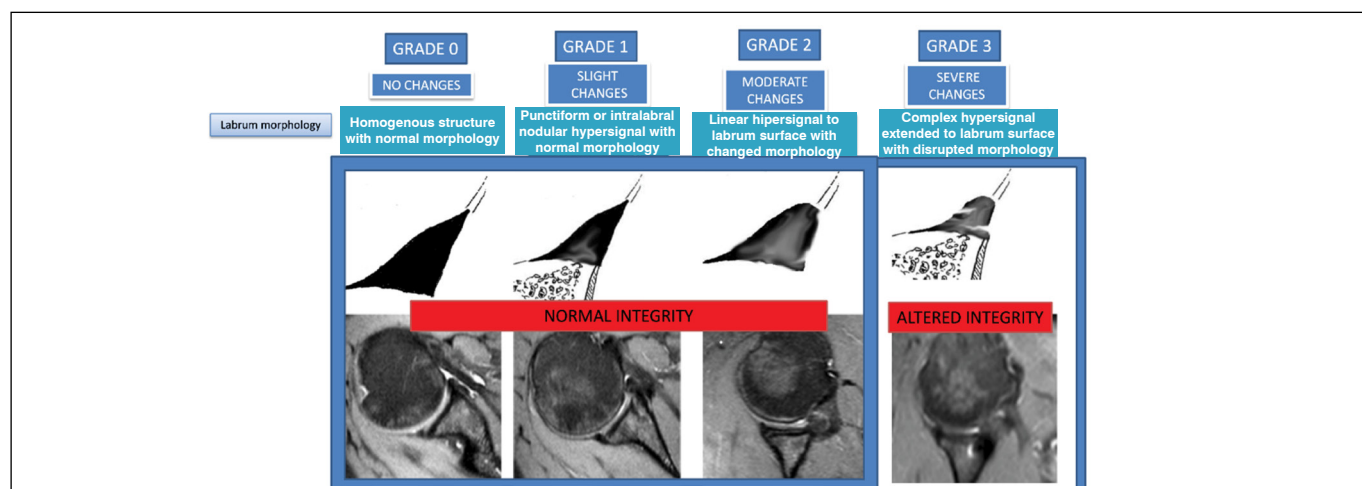 GRADE 0
GRADE 1
GRADE 2
GRADE 3
NO CHANGES
SLIGHT
CHANGES
MODERATE
CHANGES
SEVERE
CHANGES
Labrum morphology
Homogenous structure
with normal morphology
Punctiform or intralabral
nodular hypersignal with
normal morphology
Linear hipersignal to
labrum surface with
changed morphology
Complex hypersignal
extended to labrum surface
with disrupted morphology
NORMAL INTEGRITY
ALTERED INTEGRITY